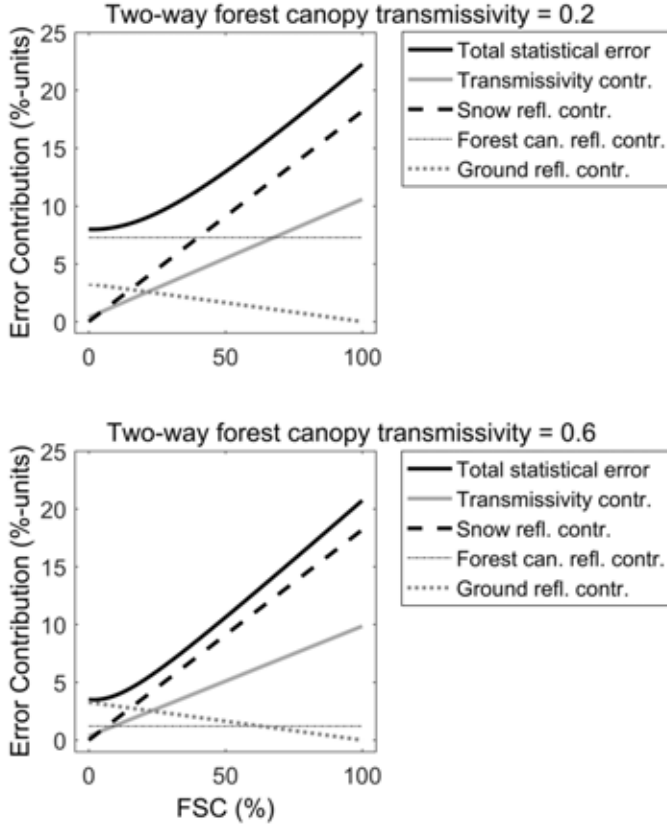 Two-way forest canopy transmissivity = 0.2
Error Contribution (%-units)
25
20
15
10
5
0
0 50 100
Total statistical error
Transmissivity contr.
Snow refl. contr.
Forest can. refl. contr.
Ground refl. contr.
Two-way forest canopy transmissivity = 0.6
Error Contribution (%-units)
25
20
15
10
5
0
0 50 100
FSC (%)
Total statistical error
Transmissivity contr.
Snow refl. contr.
Forest can. refl. contr.
Ground refl. contr.